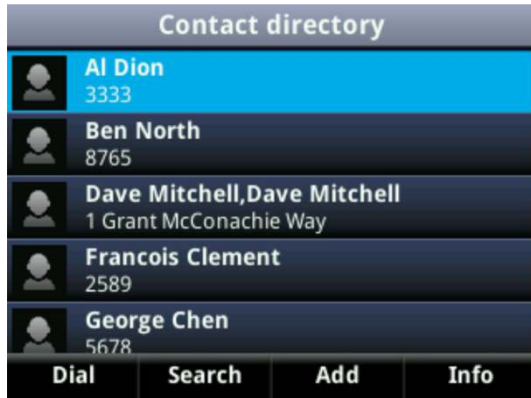 Contact directory
Al Dion
3333
Ben North
8765
Dave Mitchell,Dave Mitchell
1 Grant McConachie Way
Francois Clement
2589
George Chen
5678
Dial Search Add Info